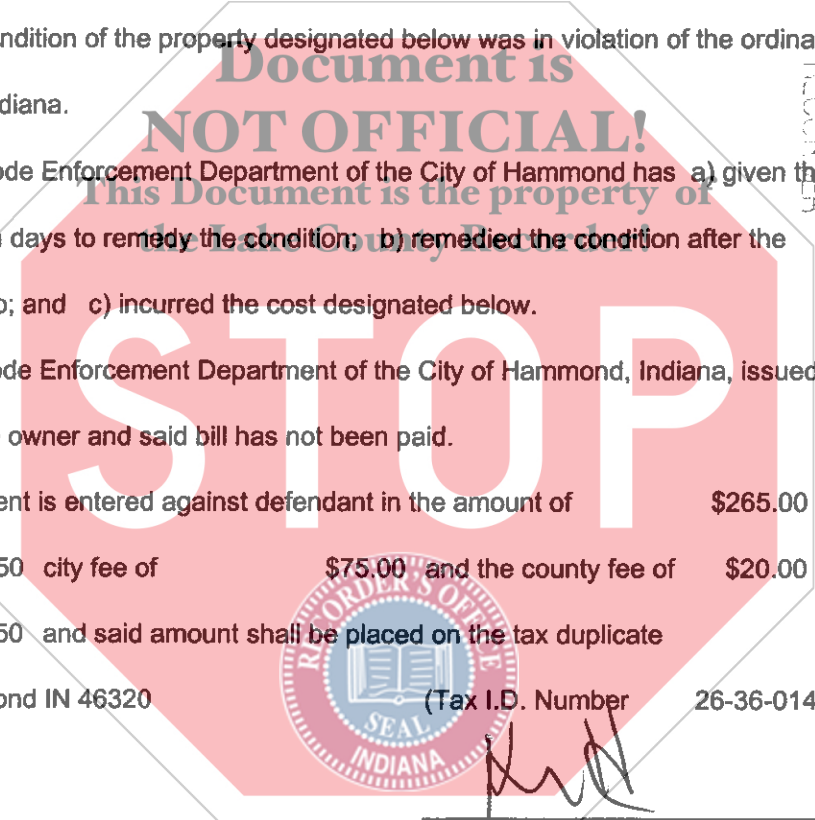 ndition of the property designated below was in violation of the ordina
Document is
diana.
NOT OFFICIAL!
ode Enforcement Department of the City of Hammond has a) given th
This Document is the property of
days to remedy the condition; b) remedied the condition after the
the Lake County Recorder!
; and c) incurred the cost designated below.
ode Enforcement Department of the City of Hammond, Indiana, issued
owner and said bill has not been paid.
ent is entered against defendant in the amount of $265.00
50 city fee of $75.00 and the county fee of $20.00
50 and said amount shall be placed on the tax duplicate
ond IN 46320 (Tax I.D. Number 26-36-014
STOP
RECORDER'S OFFICE
SEAL
INDIANA
RECORDER